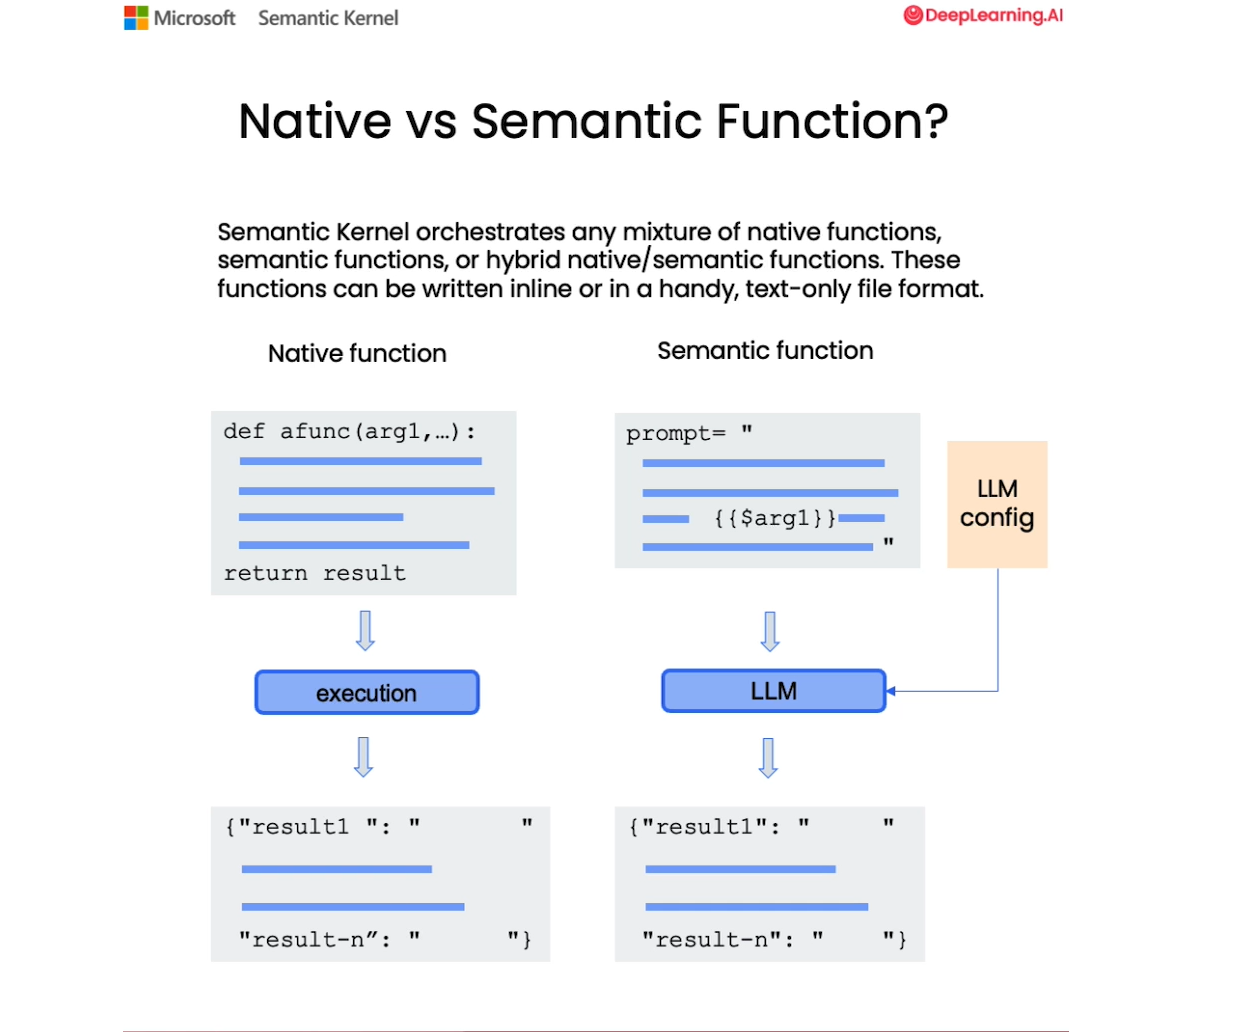 Microsoft Semantic Kernel
DeepLearning.AI
Native vs Semantic Function?
Semantic Kernel orchestrates any mixture of native functions,
semantic functions, or hybrid native/semantic functions. These
functions can be written inline or in a handy, text-only file format.
Native function
def afunc(arg1,…):
return result
execution
{"result1 ": " "
"result-n”: " "}
Semantic function
prompt= "
{{$arg1}}
"
LLM
config
LLM
{"result1": " "
"result-n": " "}